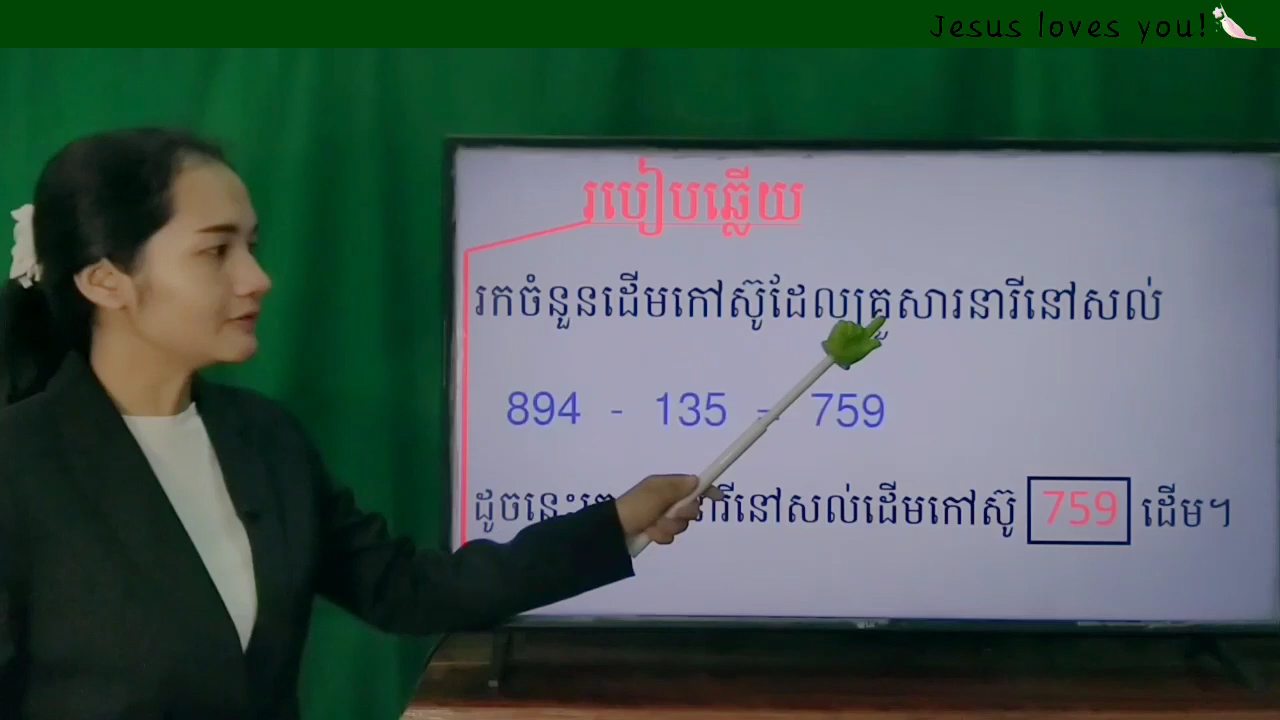 Jesus loves you!
របៀបឆ្លើយ
រកចំនួនដើមកៅស៊ូដែលគ្រួសារនារីនៅសល់
894 - 135 = 759
ដូចនេះ នារីនៅសល់ដើមកៅស៊ូ 759 ដើម។